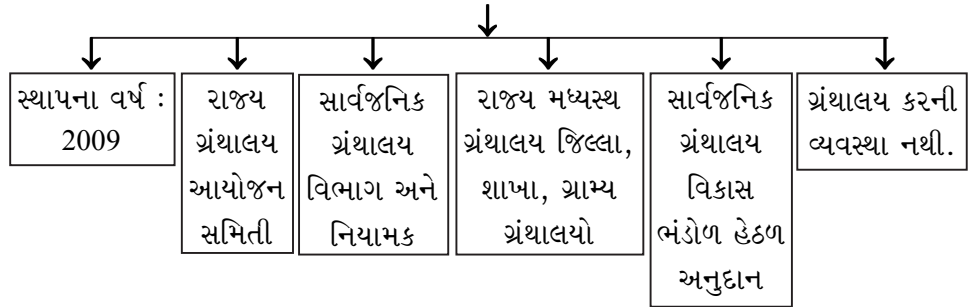 સ્થાપના વર્ષ :
2009
રાજ્ય
ગ્રંથાલય
આયોજન
સમિતી
સાર્વજનિક
ગ્રંથાલય
વિભાગ અને
નિયામક
રાજ્ય મધ્યસ્થ
ગ્રંથાલય જિલ્લા,
શાખા, ગ્રામ્ય
ગ્રંથાલયો
સાર્વજનિક
ગ્રંથાલય
વિકાસ
ભંડોળ હેઠળ
અનુદાન
ગ્રંથાલય કરની
વ્યવસ્થા નથી.